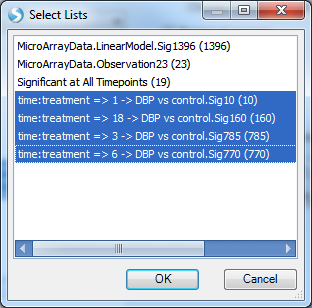 Select Lists
MicroArrayData.LinearModel.Sig1396 (1396)
MicroArrayData.Observation23 (23)
Significant at All Timepoints (19)
time:treatment => 1 -> DBP vs control.Sig10 (10)
time:treatment => 18 -> DBP vs control.Sig160 (160)
time:treatment => 3 -> DBP vs control.Sig785 (785)
time:treatment => 6 -> DBP vs control.Sig770 (770)
OK
Cancel